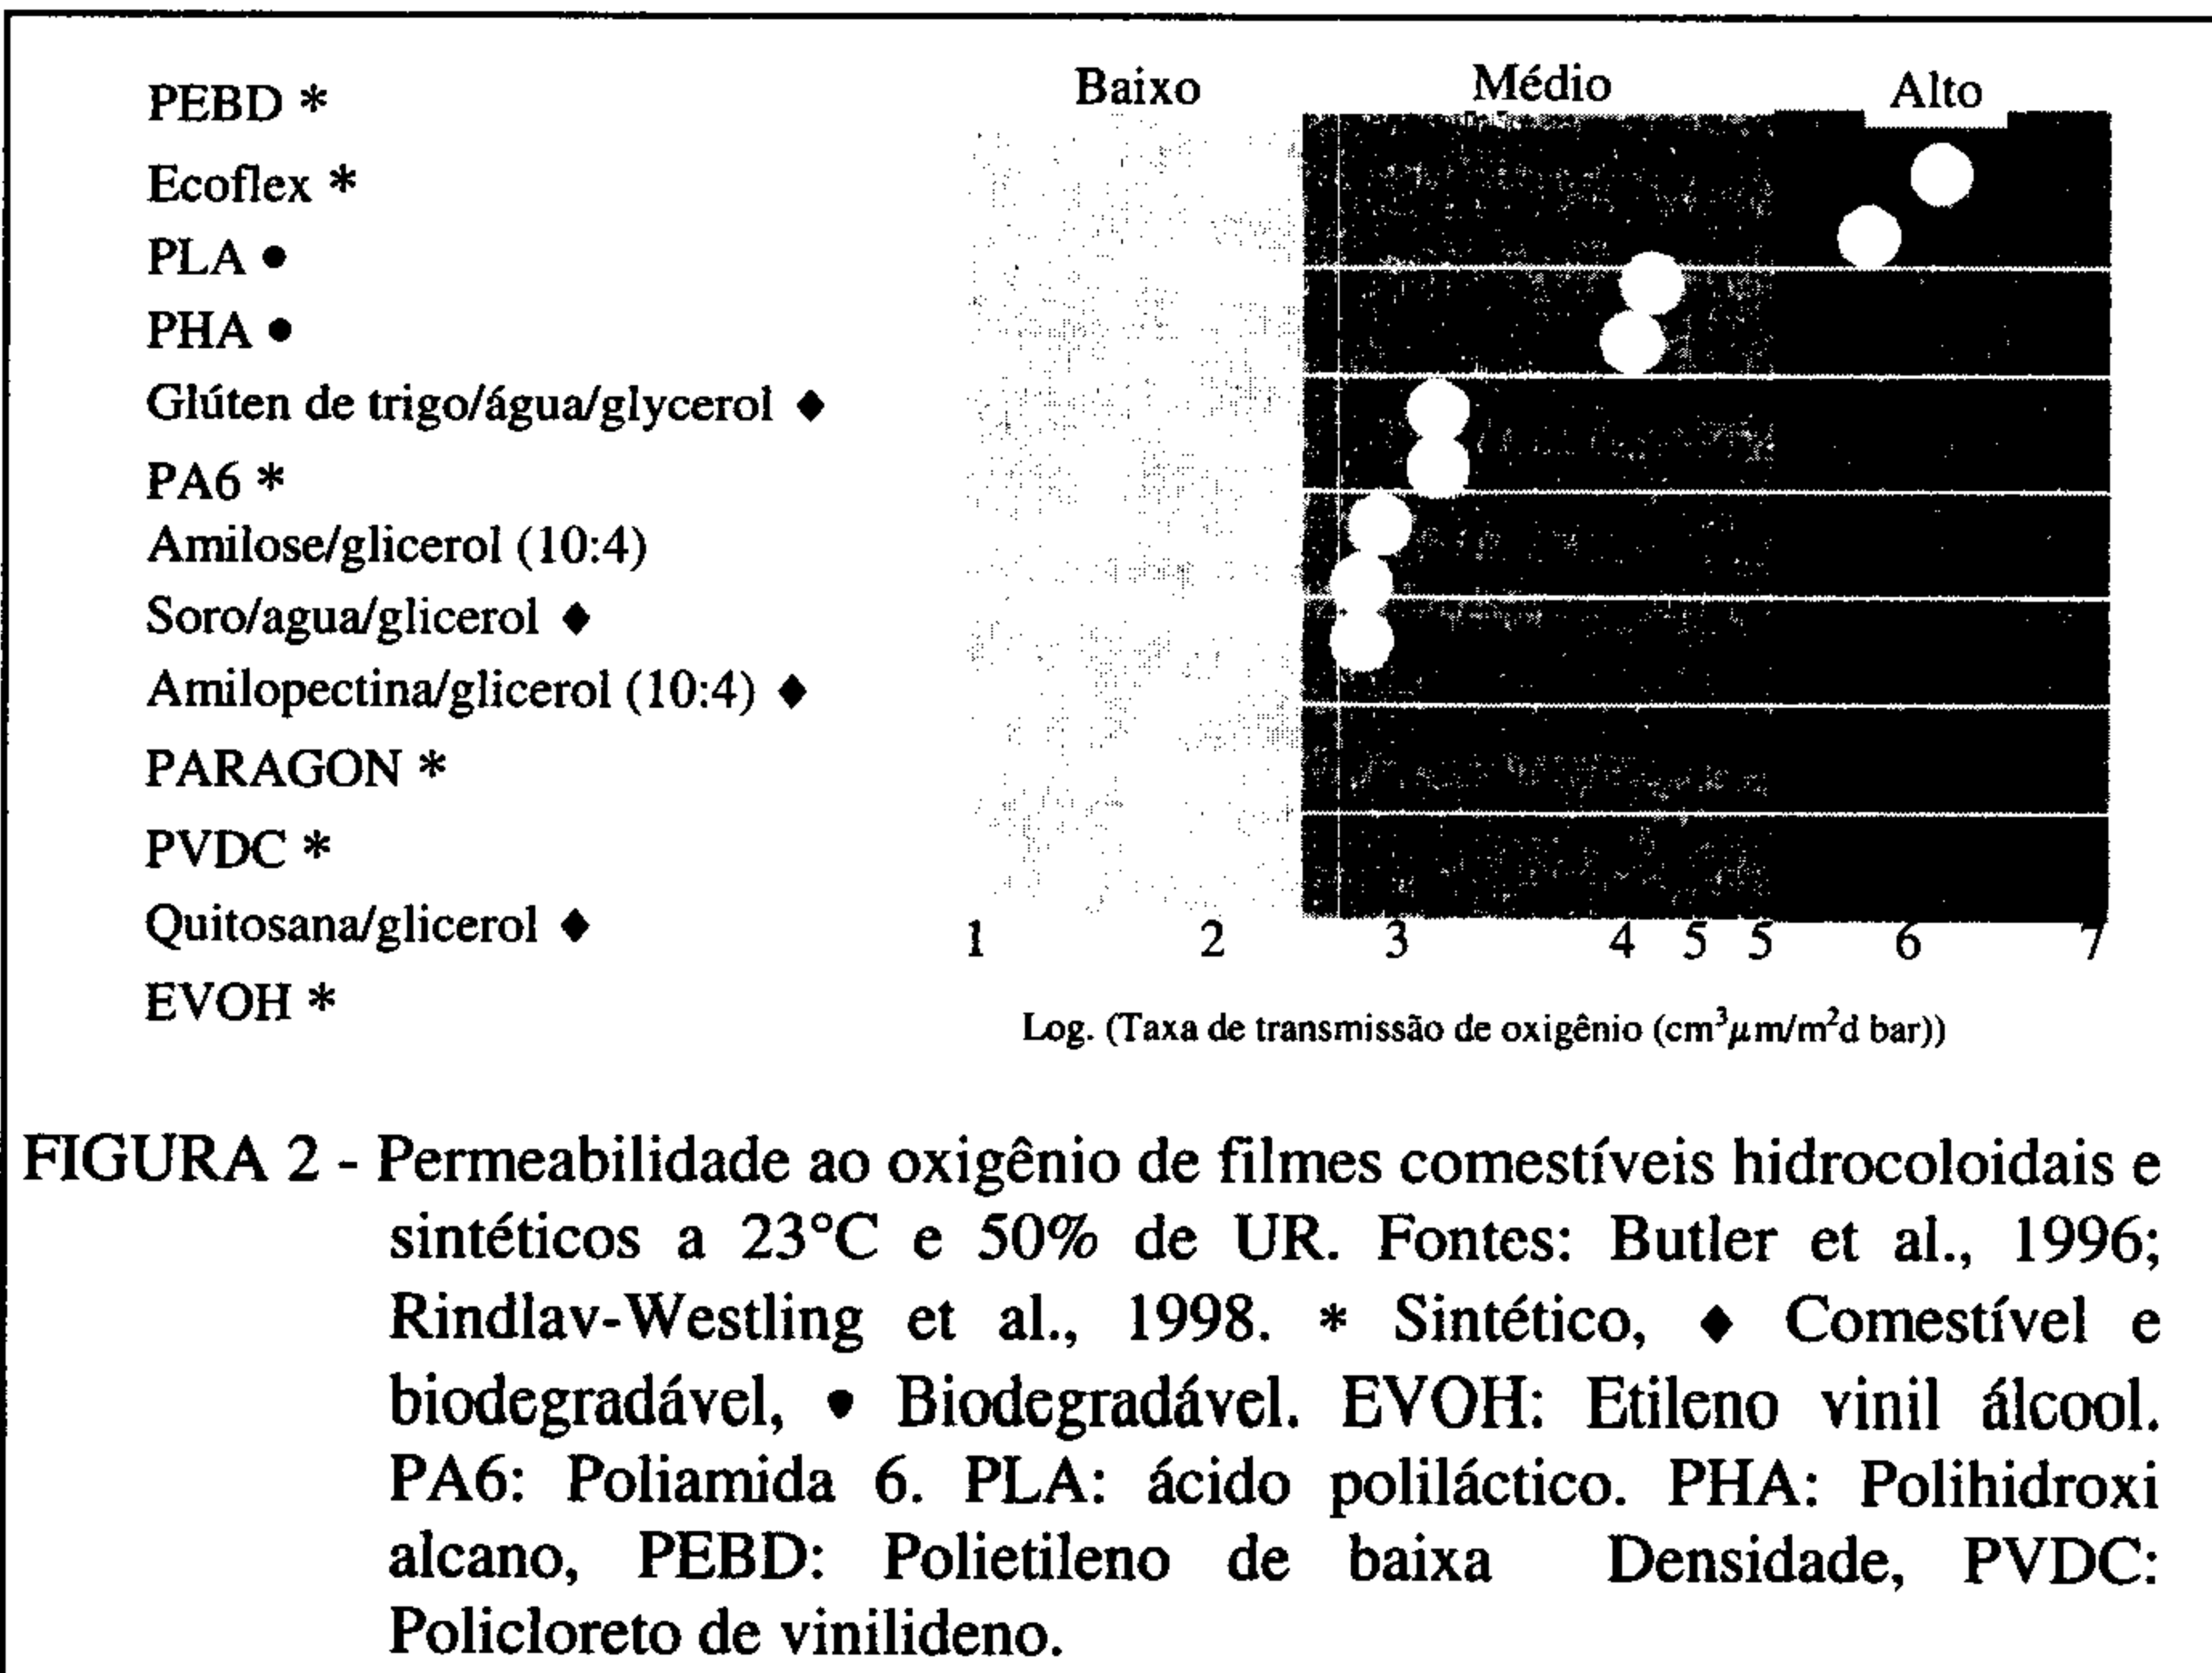 Baixo Médio Alto
PEBD *
Ecoflex *
PLA ●
PHA ●
Glúten de trigo/água/glycerol ◆
PA6 *
Amilose/glicerol (10:4)
Soro/agua/glicerol ◆
Amilopectina/glicerol (10:4) ◆
PARAGON *
PVDC *
Quitosana/glicerol ◆
EVOH *
1 2 3 4 5 5 6 7
Log. (Taxa de transmissão de oxigênio (cm³μm/m²d bar))
FIGURA 2 - Permeabilidade ao oxigênio de filmes comestíveis hidrocoloidais e
sintéticos a 23°C e 50% de UR. Fontes: Butler et al., 1996;
Rindlav-Westling et al., 1998. * Sintético, ◆ Comestível e
biodegradável, ● Biodegradável. EVOH: Etileno vinil álcool.
PA6: Poliamida 6. PLA: ácido poliláctico. PHA: Polihidroxi
alcano, PEBD: Polietileno de baixa Densidade, PVDC:
Policloreto de vinilideno.